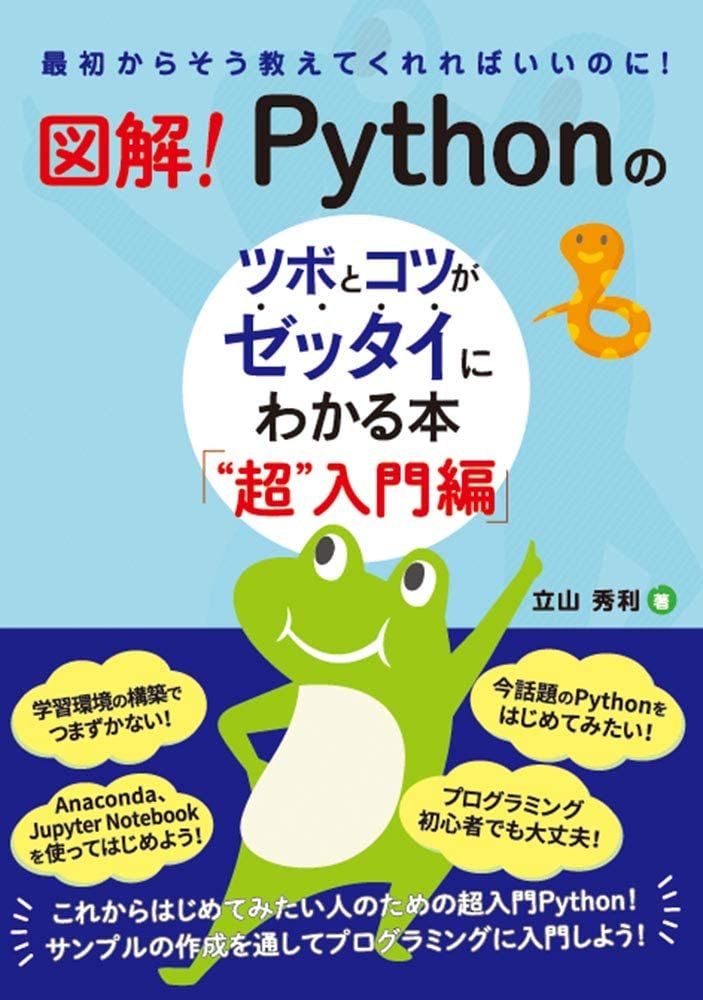 最初からそう教えてくれればいいのに!
図解! Pythonの
ツボとコツが
ゼッタイに
わかる本
「“超”入門編」
立山 秀利 著
学習環境の構築で
つまずかない!
今話題のPythonを
はじめてみたい!
Anaconda、
Jupyter Notebook
を使ってはじめよう!
プログラミング
初心者でも大丈夫!
これからはじめてみたい人のための超入門Python!
サンプルの作成を通してプログラミングに入門しよう!